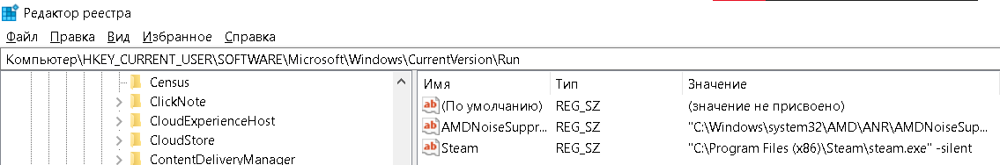 Редактор реестра
Файл Правка Вид Избранное Справка
Компьютер\HKEY_CURRENT_USER\SOFTWARE\Microsoft\Windows\CurrentVersion\Run
Census
ClickNote
CloudExperienceHost
CloudStore
ContentDeliveryManager
Имя Тип Значение
(По умолчанию) REG_SZ (значение не присвоено)
AMDNoiseSuppr... REG_SZ "C:\Windows\system32\AMD\ANR\AMDNoiseSup...
Steam REG_SZ "C:\Program Files (x86)\Steam\steam.exe" -silent